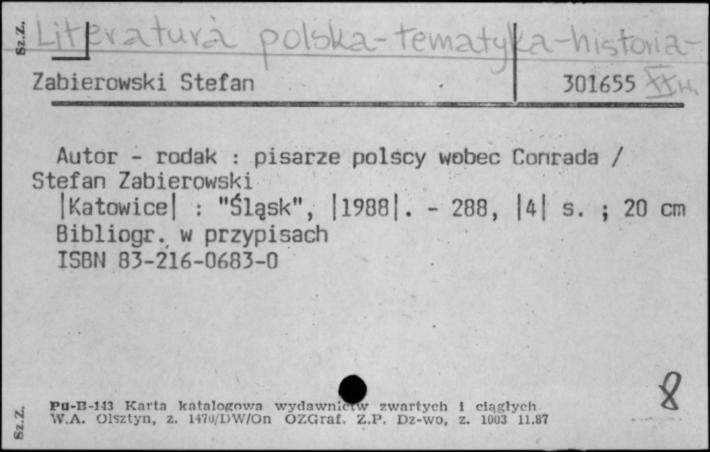 Sz.Z.
Literatura polska-tematyka-historia-
XX w.
Zabierowski Stefan 301655
Autor - rodak : pisarze polscy wobec Conrada /
Stefan Zabierowski
|Katowice| : "Śląsk", |1988|. - 288, |4| s. ; 20 cm
Bibliogr. w przypisach
ISBN 83-216-0683-0
8
Pu-B-143 Karta katalogowa wydawnictw zwartych i ciągłych
W.A. Olsztyn, z. 1470/DW/On OZGraf. Z.P. Dz-wo, z. 1003 11.87
Sz.Z.